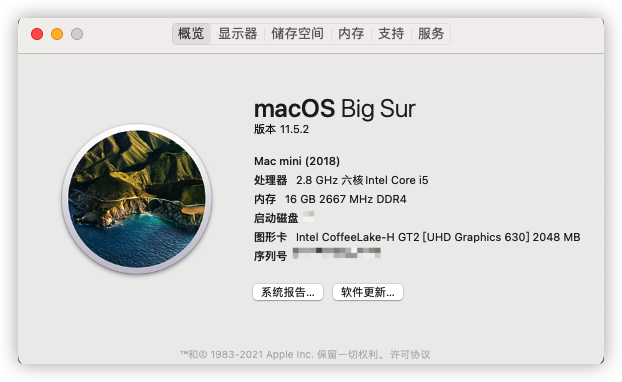 概览 显示器 储存空间 内存 支持 服务
macOS Big Sur
版本 11.5.2
Mac mini (2018)
处理器 2.8 GHz 六核Intel Core i5
内存 16 GB 2667 MHz DDR4
启动磁盘
图形卡 Intel CoffeeLake-H GT2 [UHD Graphics 630] 2048 MB
序列号
系统报告... 软件更新...
™和© 1983-2021 Apple Inc. 保留一切权利。许可协议